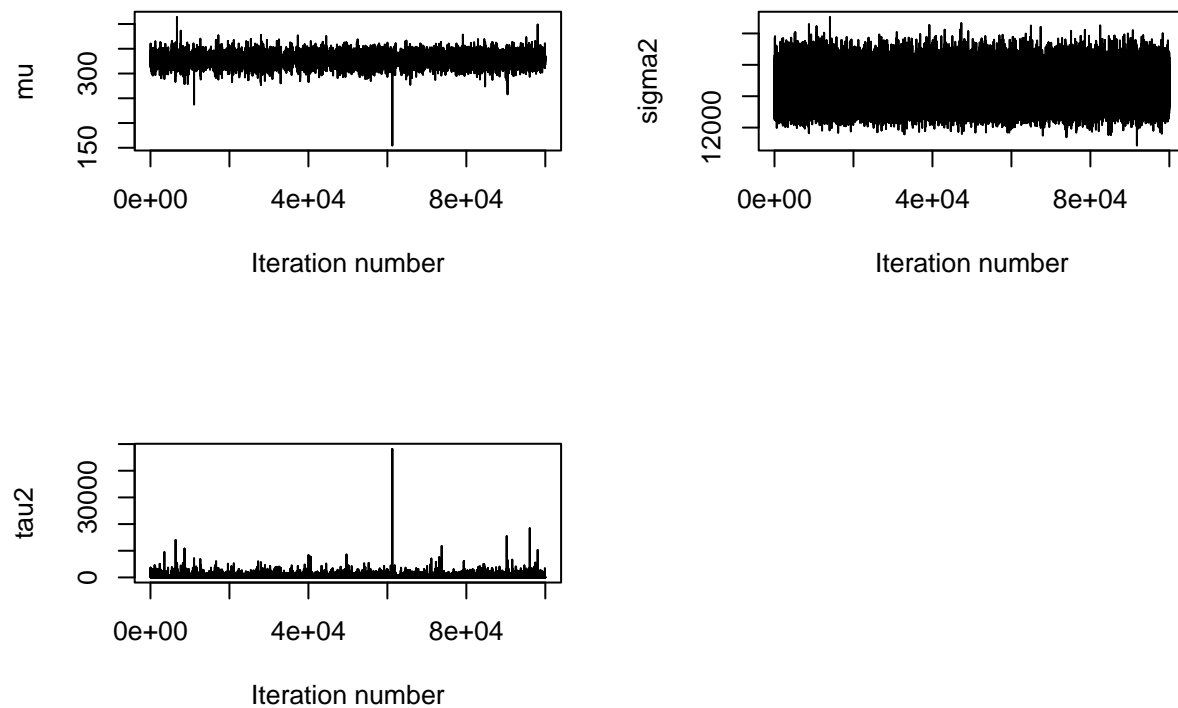 mu
300
150
0e+00 4e+04 8e+04
Iteration number
sigma2
12000
0e+00 4e+04 8e+04
Iteration number
tau2
30000
0
0e+00 4e+04 8e+04
Iteration number